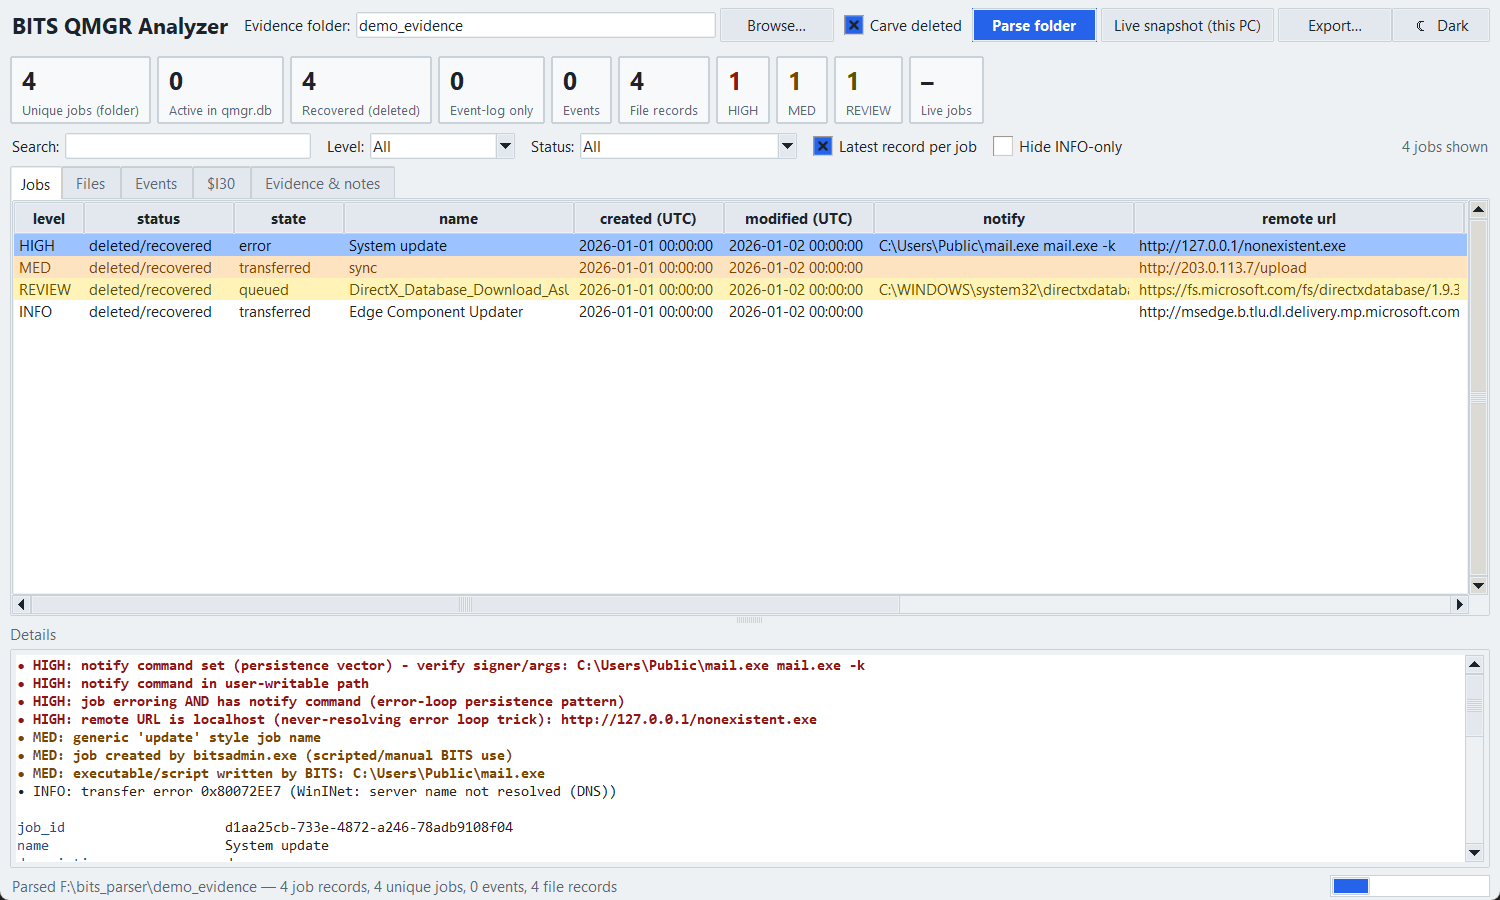 BITS QMGR Analyzer Evidence folder: demo_evidence Browse... Carve deleted Parse folder Live snapshot (this PC) Export... ☾ Dark
4 0 4 0 0 4 1 1 1 –
Unique jobs (folder) Active in qmgr.db Recovered (deleted) Event-log only Events File records HIGH MED REVIEW Live jobs
Search: Level: All Status: All Latest record per job Hide INFO-only 4 jobs shown
Jobs Files Events $I30 Evidence & notes
level status state name created (UTC) modified (UTC) notify remote url
HIGH deleted/recovered error System update 2026-01-01 00:00:00 2026-01-02 00:00:00 C:\Users\Public\mail.exe mail.exe -k http://127.0.0.1/nonexistent.exe
MED deleted/recovered transferred sync 2026-01-01 00:00:00 2026-01-02 00:00:00 http://203.0.113.7/upload
REVIEW deleted/recovered queued DirectX_Database_Download_AsU 2026-01-01 00:00:00 2026-01-02 00:00:00 C:\WINDOWS\system32\directxdataba https://fs.microsoft.com/fs/directxdatabase/1.9.3
INFO deleted/recovered transferred Edge Component Updater 2026-01-01 00:00:00 2026-01-02 00:00:00 http://msedge.b.tlu.dl.delivery.mp.microsoft.com
Details
• HIGH: notify command set (persistence vector) - verify signer/args: C:\Users\Public\mail.exe mail.exe -k
• HIGH: notify command in user-writable path
• HIGH: job erroring AND has notify command (error-loop persistence pattern)
• HIGH: remote URL is localhost (never-resolving error loop trick): http://127.0.0.1/nonexistent.exe
• MED: generic 'update' style job name
• MED: job created by bitsadmin.exe (scripted/manual BITS use)
• MED: executable/script written by BITS: C:\Users\Public\mail.exe
• INFO: transfer error 0x80072EE7 (WinINet: server name not resolved (DNS))
job_id d1aa25cb-733e-4872-a246-78adb9108f04
name System update
Parsed F:\bits_parser\demo_evidence — 4 job records, 4 unique jobs, 0 events, 4 file records